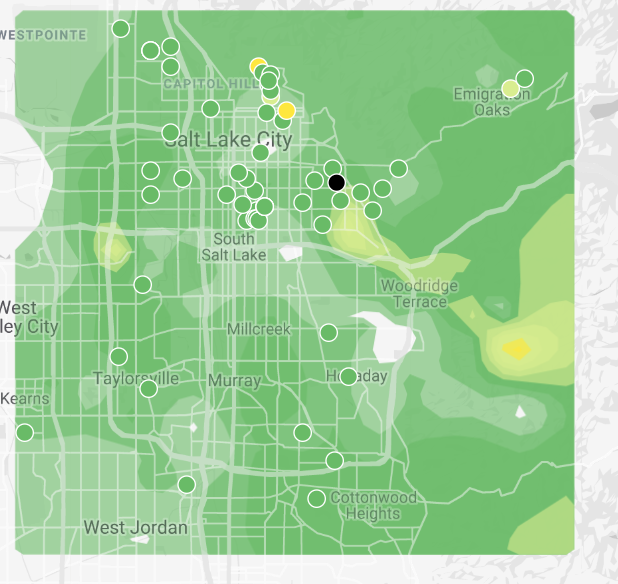 WESTPOINTE
CAPITOL HILL
Emigration
Oaks
Salt Lake City
South
Salt Lake
Woodridge
Terrace
West
ley City
Millcreek
Taylorsville
Murray
Holladay
Kearns
Cottonwood
Heights
West Jordan